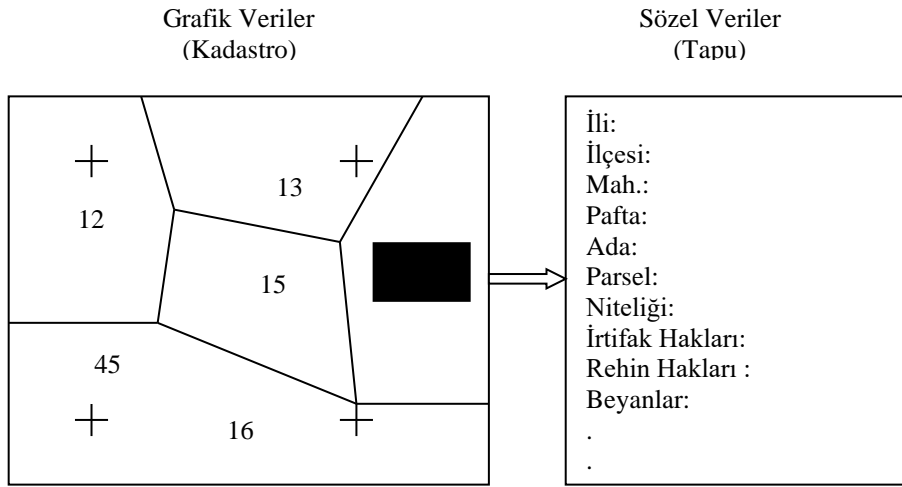 Grafik Veriler
(Kadastro)
Sözel Veriler
(Tapu)
12
13
15
45
16
İli:
İlçesi:
Mah.:
Pafta:
Ada:
Parsel:
Niteliği:
İrtifak Hakları:
Rehin Hakları :
Beyanlar:
.
.